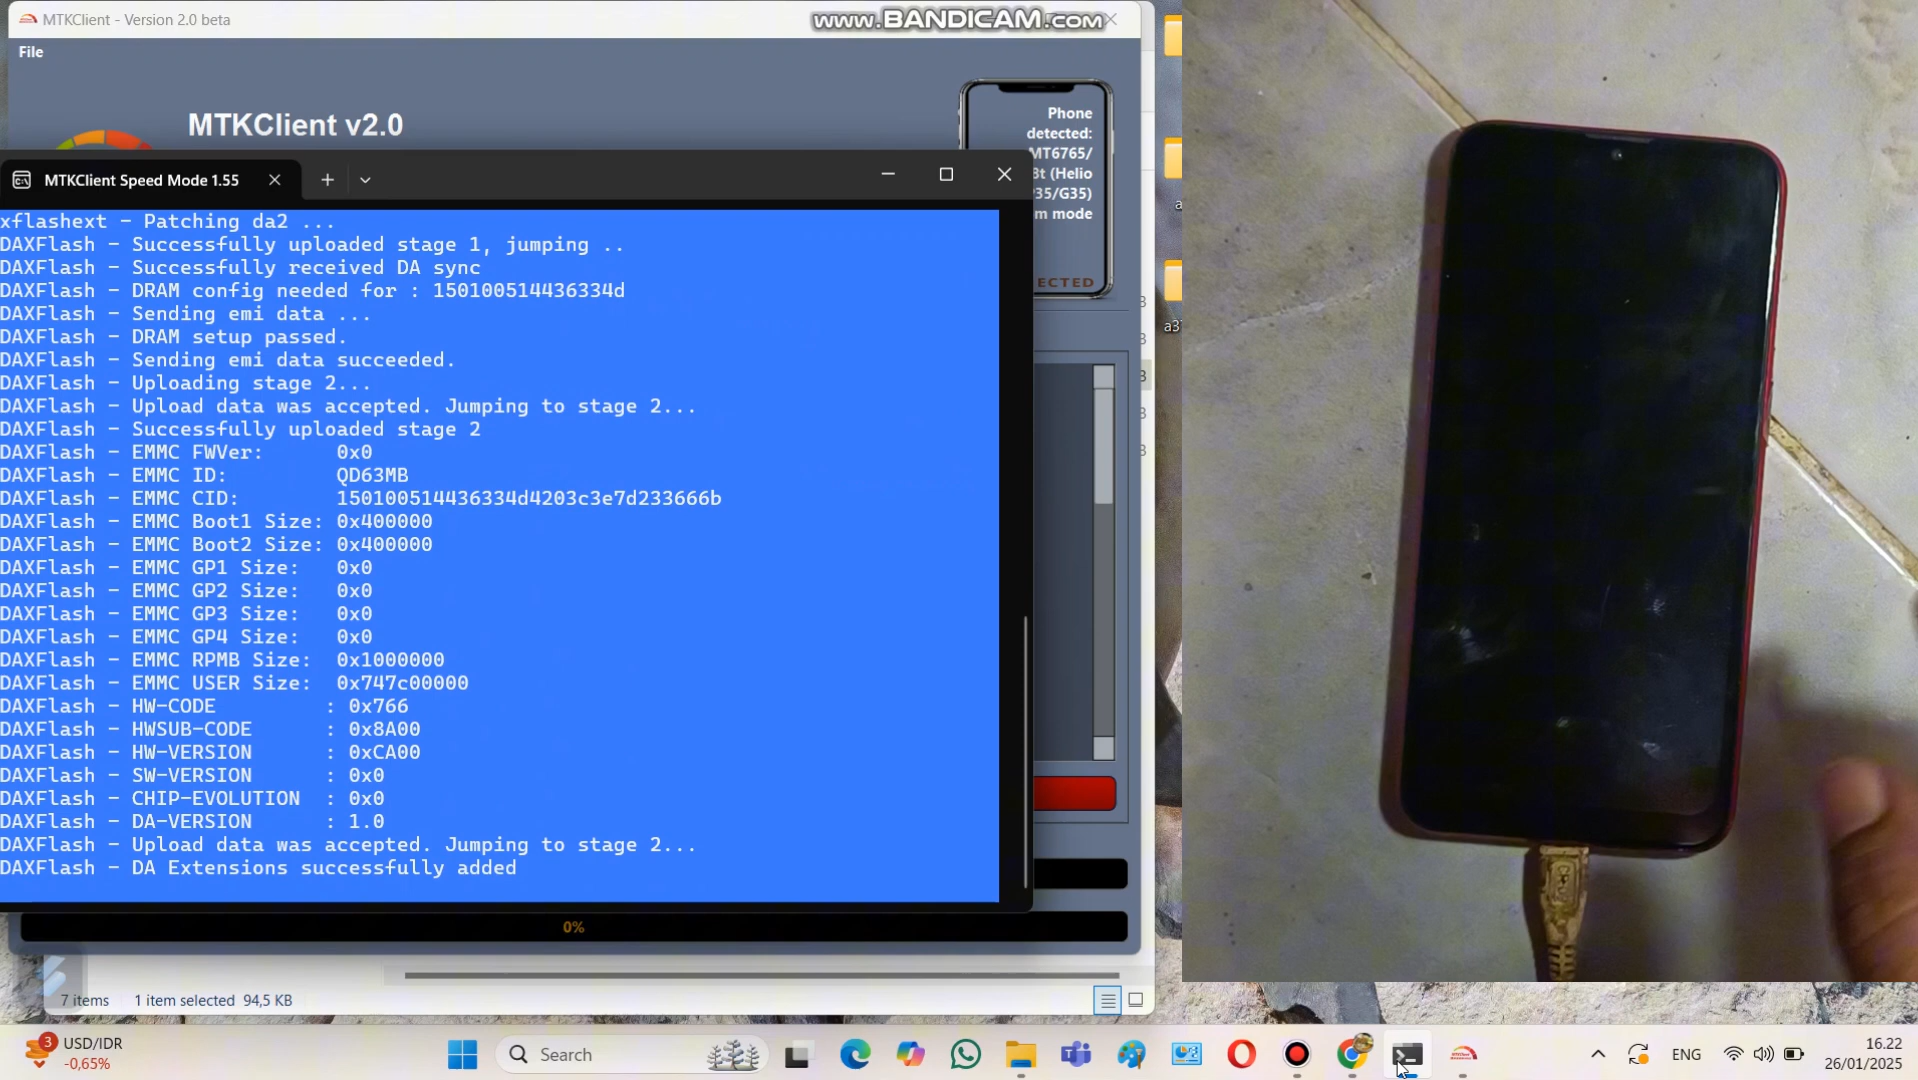 MTKClient - Version 2.0 beta
www.BANDICAM.com
File
MTKClient v2.0
Phone
detected:
MT6765/
3t (Helio
35/G35)
m mode
ECTED
MTKClient Speed Mode 1.55
xflashext - Patching da2 ...
DAXFlash - Successfully uploaded stage 1, jumping ..
DAXFlash - Successfully received DA sync
DAXFlash - DRAM config needed for : 150100514436334d
DAXFlash - Sending emi data ...
DAXFlash - DRAM setup passed.
DAXFlash - Sending emi data succeeded.
DAXFlash - Uploading stage 2...
DAXFlash - Upload data was accepted. Jumping to stage 2...
DAXFlash - Successfully uploaded stage 2
DAXFlash - EMMC FWVer: 0x0
DAXFlash - EMMC ID: QD63MB
DAXFlash - EMMC CID: 150100514436334d4203c3e7d233666b
DAXFlash - EMMC Boot1 Size: 0x400000
DAXFlash - EMMC Boot2 Size: 0x400000
DAXFlash - EMMC GP1 Size: 0x0
DAXFlash - EMMC GP2 Size: 0x0
DAXFlash - EMMC GP3 Size: 0x0
DAXFlash - EMMC GP4 Size: 0x0
DAXFlash - EMMC RPMB Size: 0x1000000
DAXFlash - EMMC USER Size: 0x747c00000
DAXFlash - HW-CODE : 0x766
DAXFlash - HWSUB-CODE : 0x8A00
DAXFlash - HW-VERSION : 0xCA00
DAXFlash - SW-VERSION : 0x0
DAXFlash - CHIP-EVOLUTION : 0x0
DAXFlash - DA-VERSION : 1.0
DAXFlash - Upload data was accepted. Jumping to stage 2...
DAXFlash - DA Extensions successfully added
0%
7 items 1 item selected 94,5 KB
3 USD/IDR
-0,65%
Search
ENG
16.22
26/01/2025